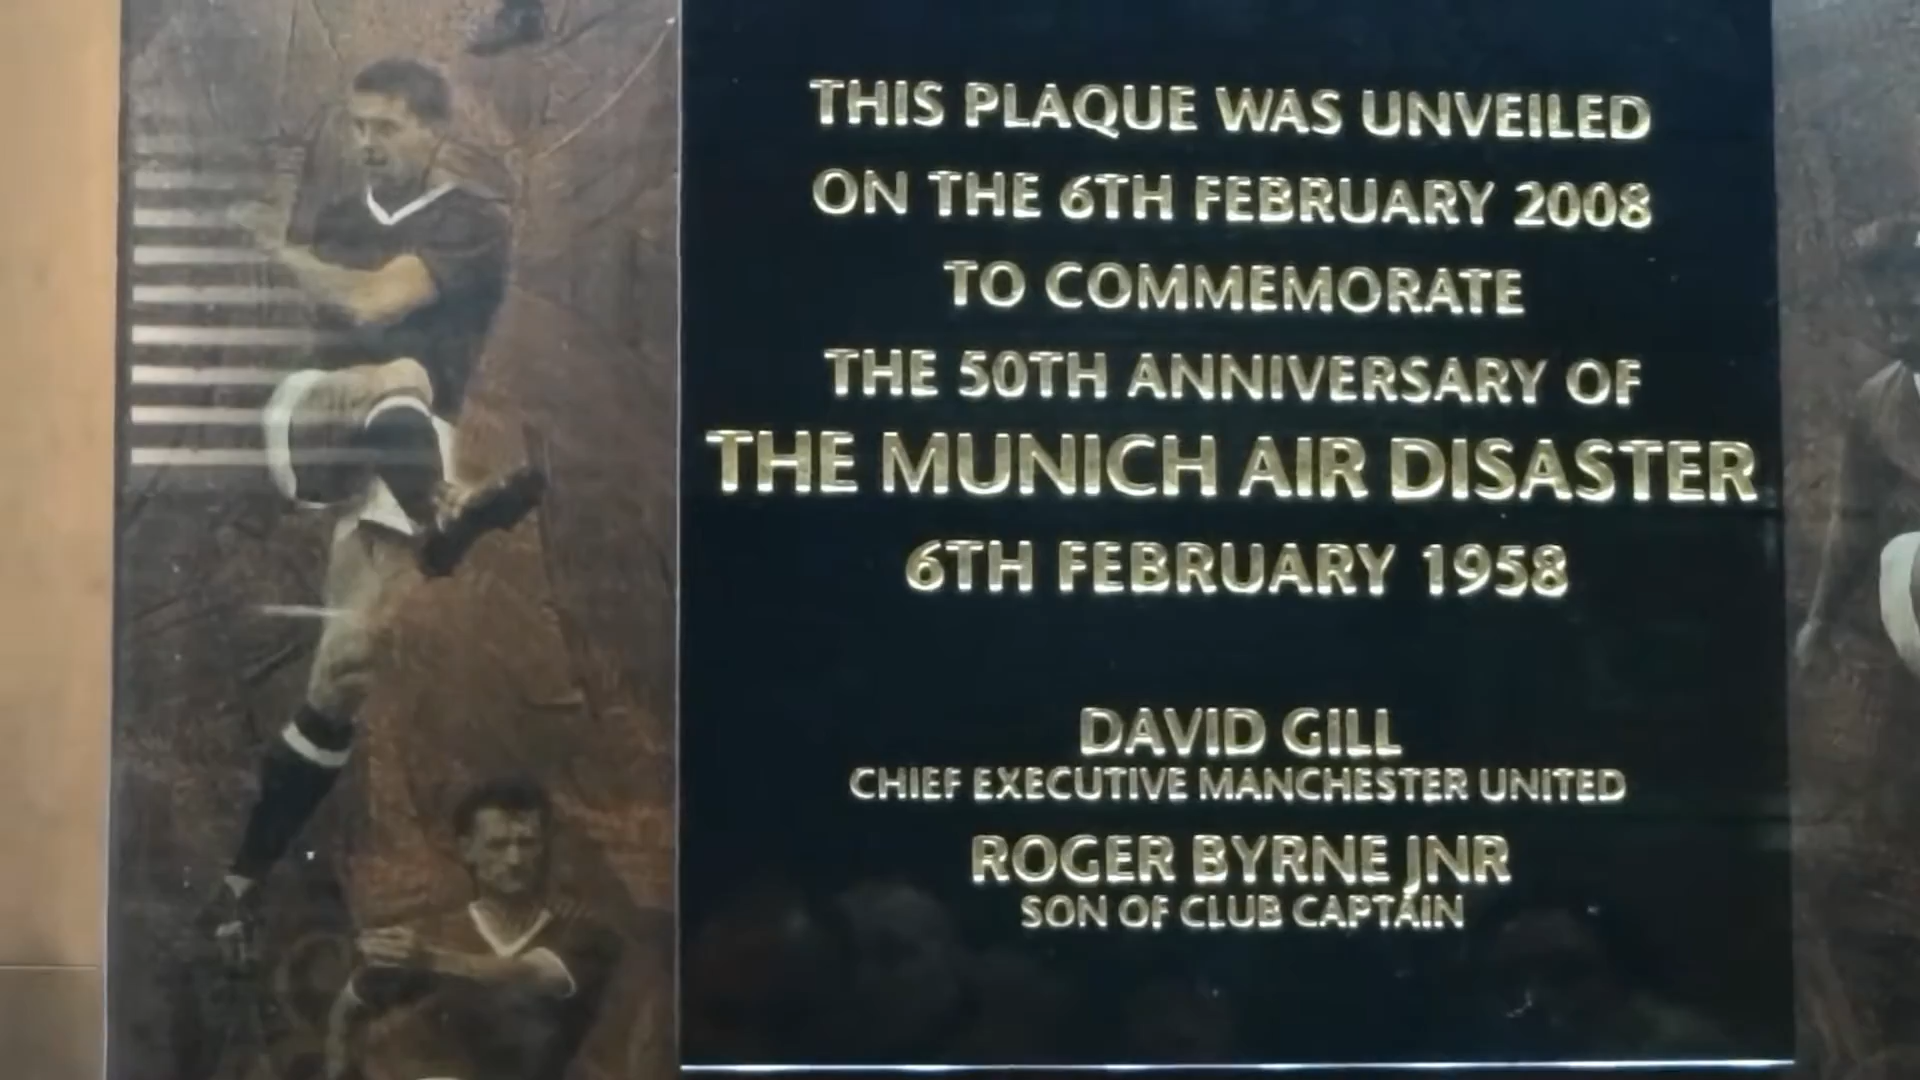 THIS PLAQUE WAS UNVEILED
ON THE 6TH FEBRUARY 2008
TO COMMEMORATE
THE 50TH ANNIVERSARY OF
THE MUNICH AIR DISASTER
6TH FEBRUARY 1958
DAVID GILL
CHIEF EXECUTIVE MANCHESTER UNITED
ROGER BYRNE JNR
SON OF CLUB CAPTAIN